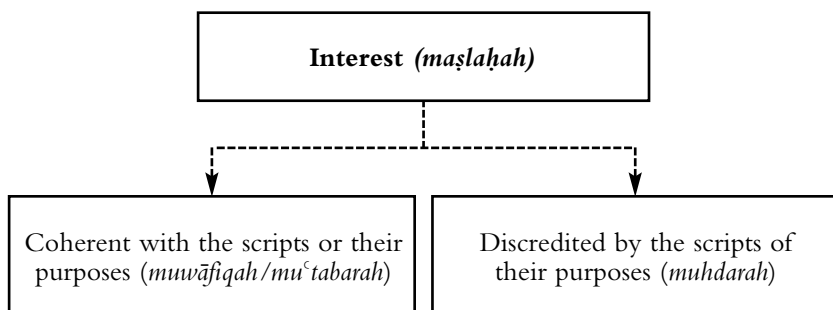 Interest (maṣlaḥah)
Coherent with the scripts or their
purposes (muwāfiqah/muʿtabarah)
Discredited by the scripts of
their purposes (muhdarah)